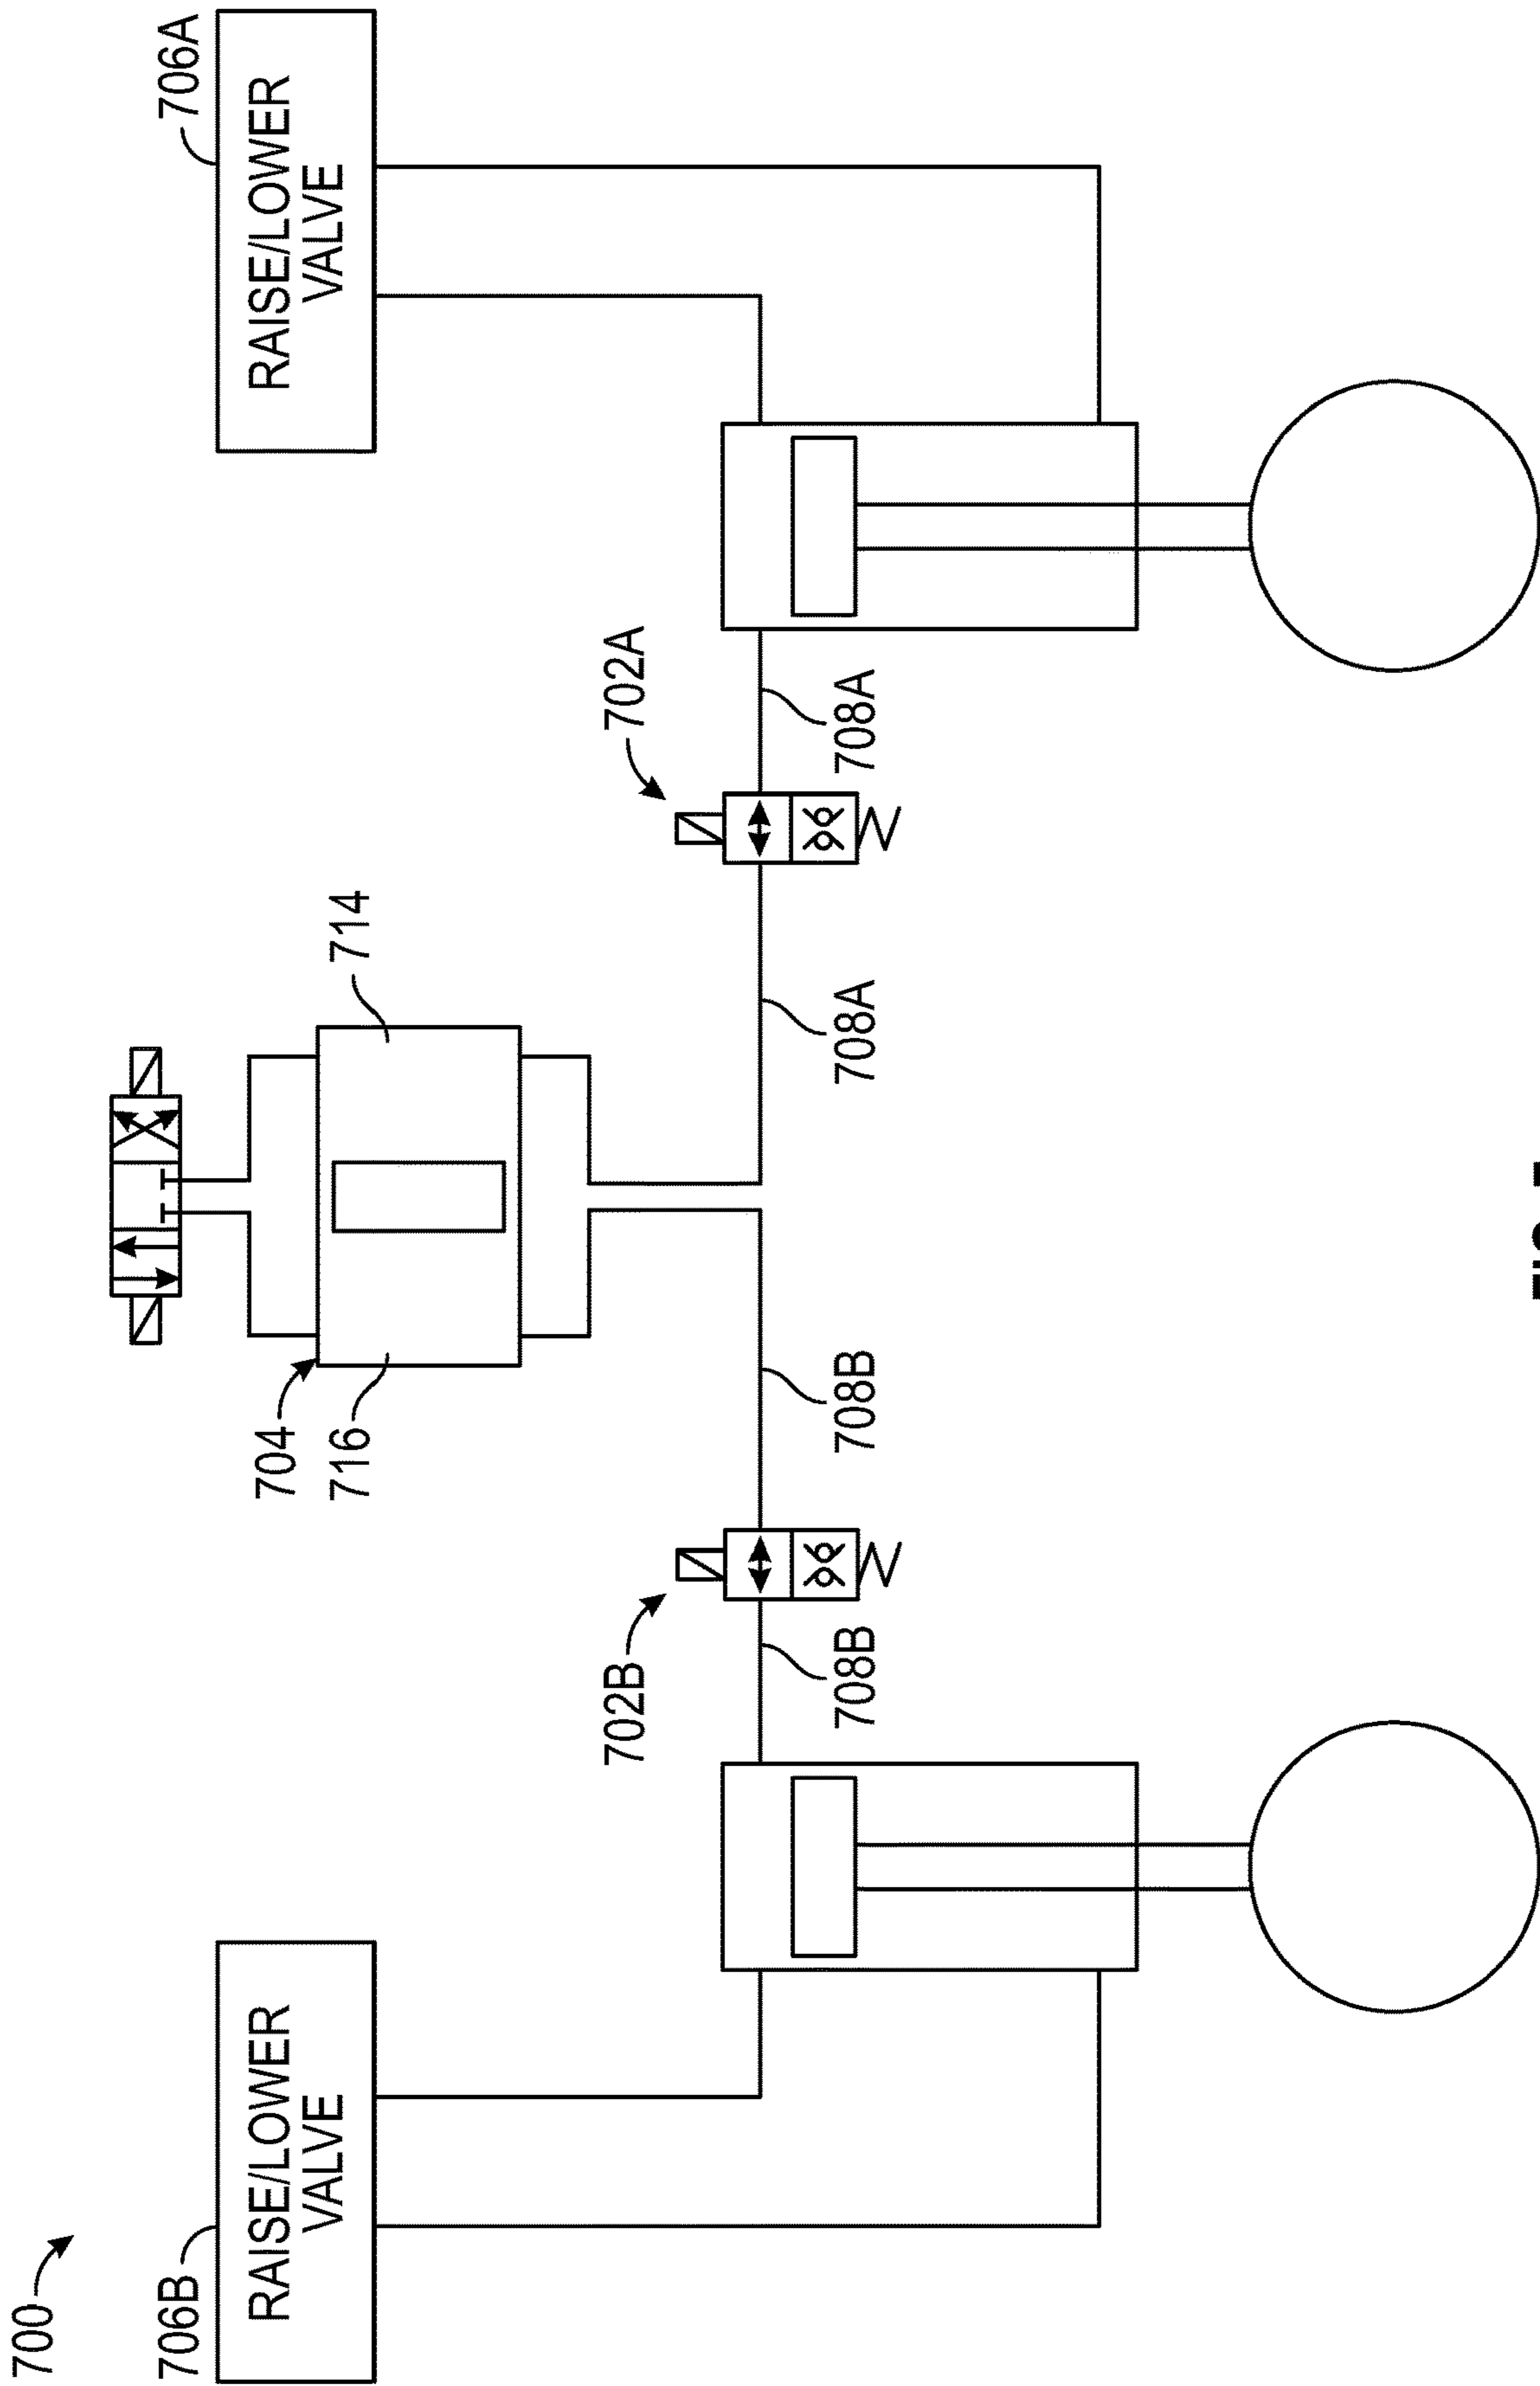 700
706B
706A
RAISE/LOWER
VALVE
RAISE/LOWER
VALVE
704
716
714
702B
702A
708B
708B
708A
708A